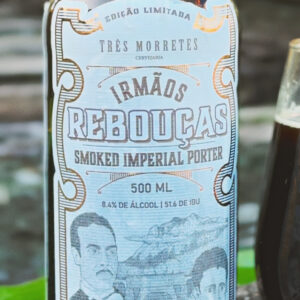 EDIÇÃO LIMITADA
TRÊS MORRETES
CERVEJARIA
IRMÃOS
REBOUÇAS
SMOKED IMPERIAL PORTER
500 ML
8.4% DE ÁLCOOL | 51.6 DE IBU